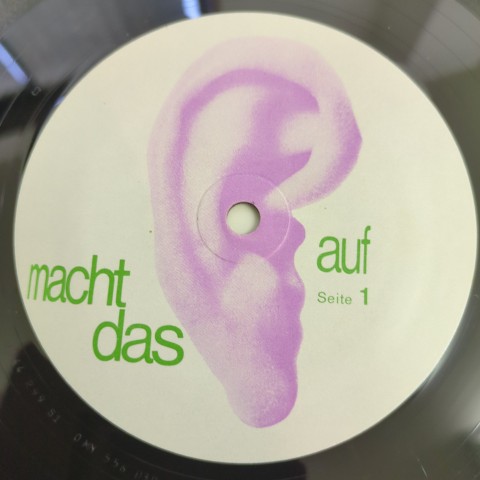 macht
das
auf
Seite 1